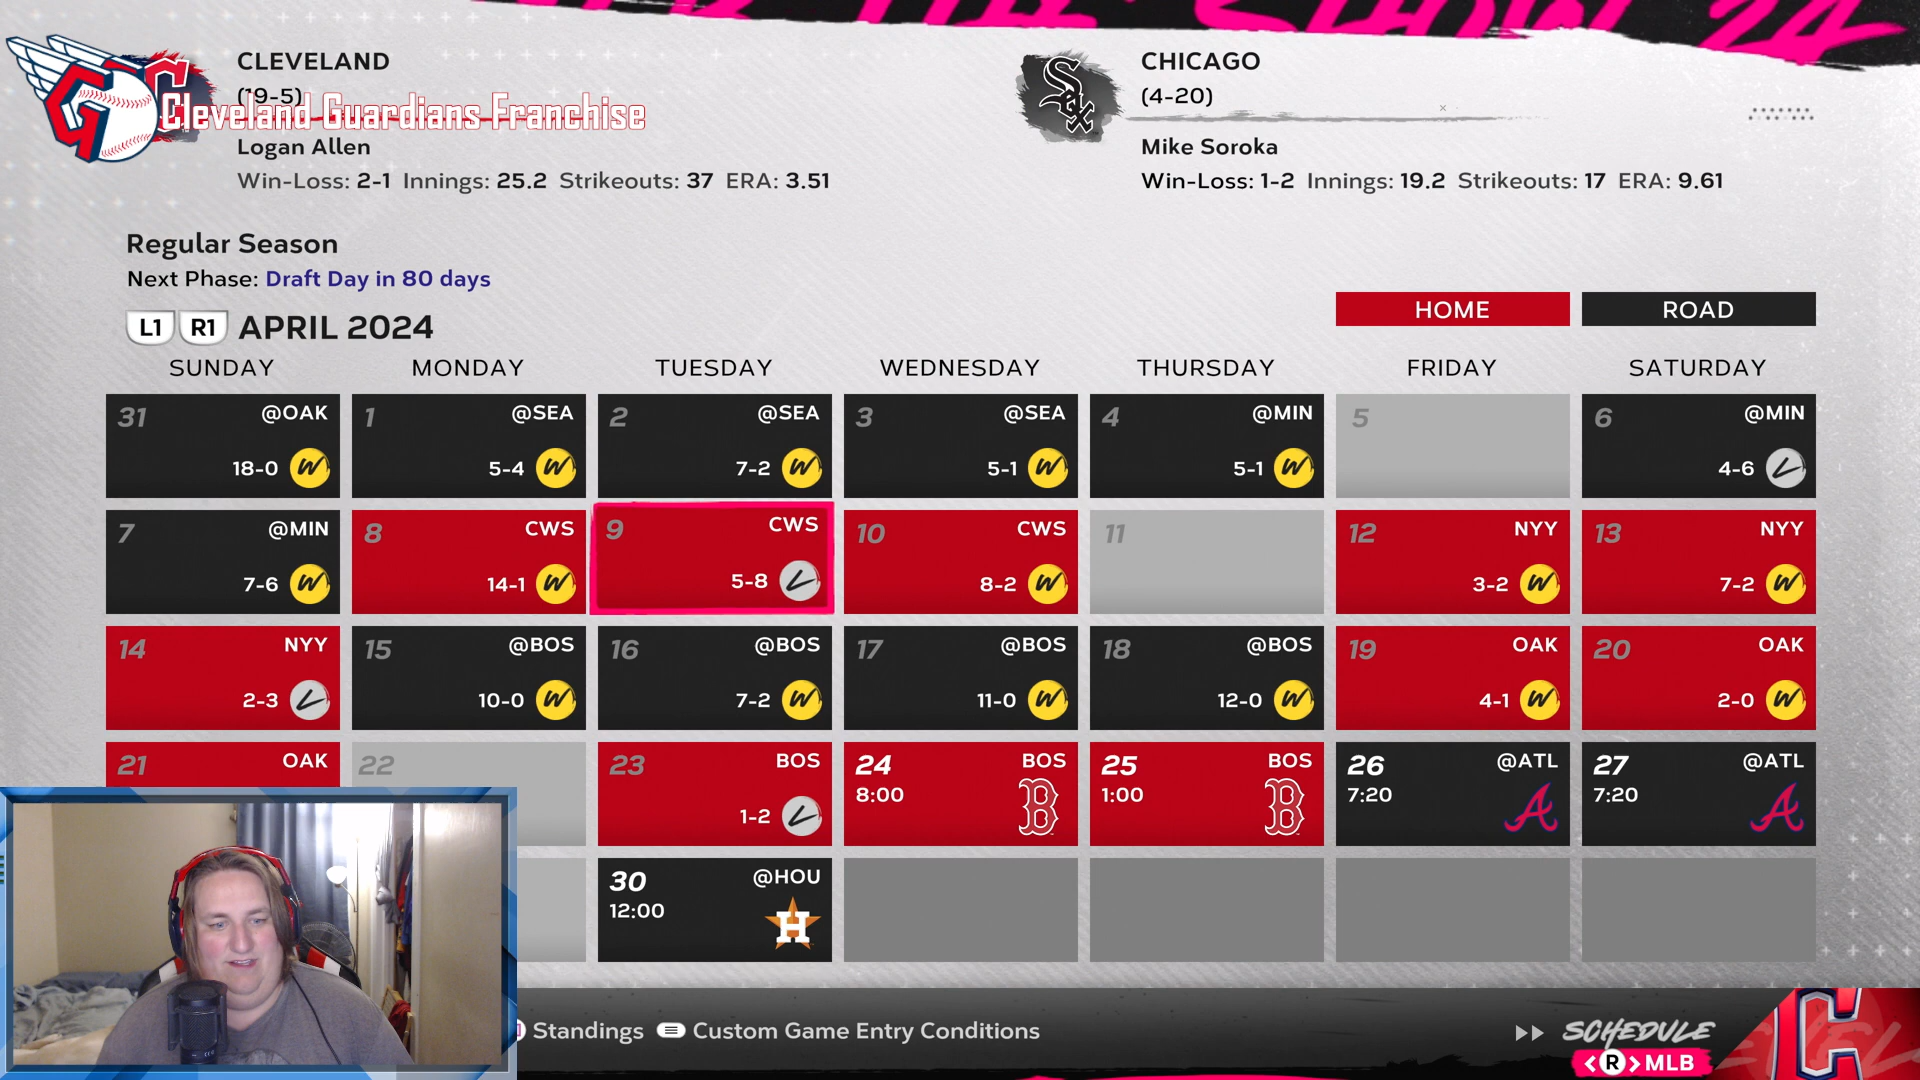 THE SHOW 24
CLEVELAND
(19-5)
Cleveland Guardians Franchise
Logan Allen
Win-Loss: 2-1 Innings: 25.2 Strikeouts: 37 ERA: 3.51
CHICAGO
(4-20)
Mike Soroka
Win-Loss: 1-2 Innings: 19.2 Strikeouts: 17 ERA: 9.61
Regular Season
Next Phase: Draft Day in 80 days
L1 R1 APRIL 2024
HOME ROAD
SUNDAY MONDAY TUESDAY WEDNESDAY THURSDAY FRIDAY SATURDAY
31 @OAK 1 @SEA 2 @SEA 3 @SEA 4 @MIN 5 6 @MIN
18-0 W 5-4 W 7-2 W 5-1 W 5-1 W 4-6 L
7 @MIN 8 CWS 9 CWS 10 CWS 11 12 NYY 13 NYY
7-6 W 14-1 W 5-8 L 8-2 W 3-2 W 7-2 W
14 NYY 15 @BOS 16 @BOS 17 @BOS 18 @BOS 19 OAK 20 OAK
2-3 L 10-0 W 7-2 W 11-0 W 12-0 W 4-1 W 2-0 W
21 OAK 22 23 BOS 24 BOS 25 BOS 26 @ATL 27 @ATL
1-2 L 8:00 B 1:00 B 7:20 A 7:20 A
30 @HOU
12:00 H
Standings Custom Game Entry Conditions
SCHEDULE
<R> MLB
C